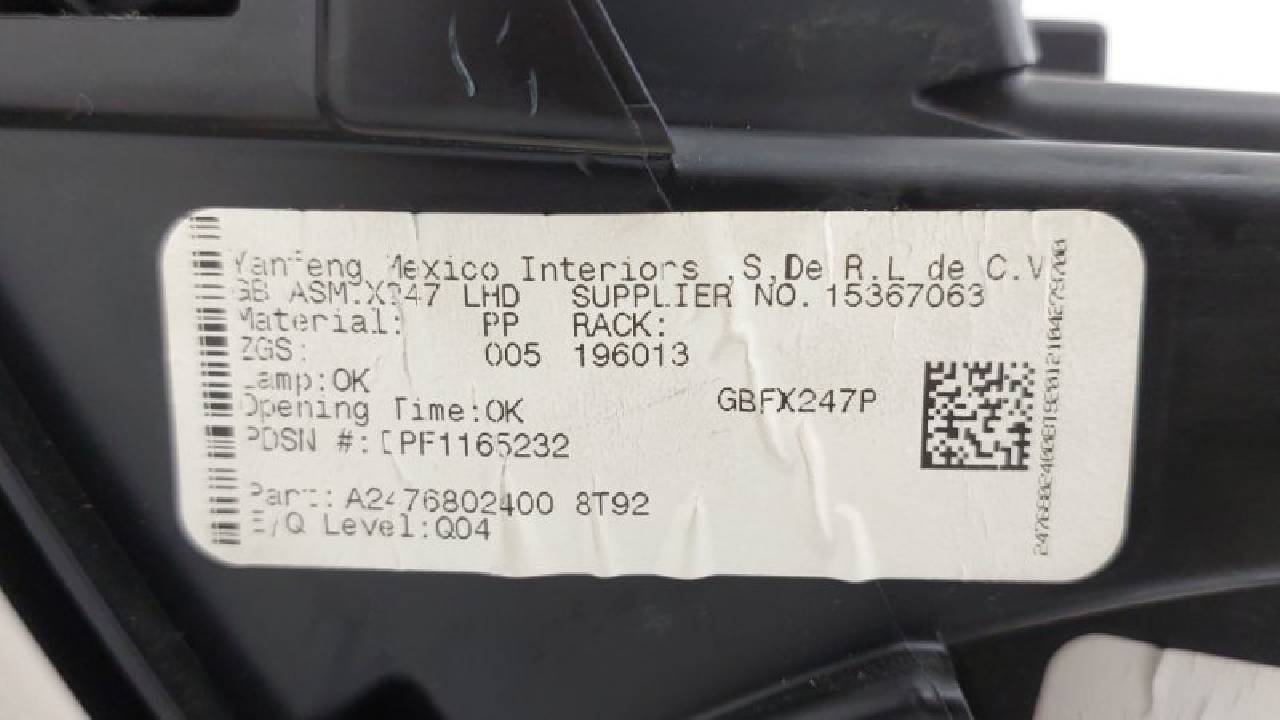 Yanfeng Mexico Interiors ,S,De R.L de C.V
GB ASM.X247 LHD SUPPLIER NO. 15367063
Material: PP RACK:
ZGS: 005 196013
Lamp:OK
Opening Time:OK
GBFX247P
PDSN #: DPF1165232
Part: A2476802400 8T92
E/Q Level:Q04